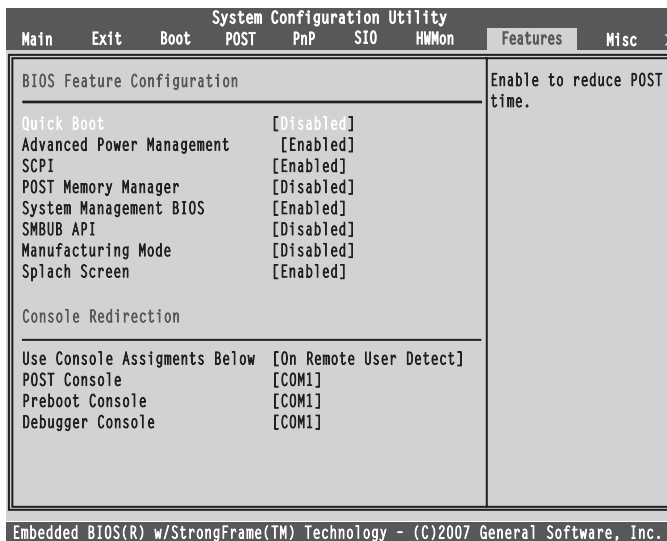 System Configuration Utility
Main Exit Boot POST PnP SIO HWMon Features Misc >
BIOS Feature Configuration
Quick Boot [Disabled]
Advanced Power Management [Enabled]
SCPI [Enabled]
POST Memory Manager [Disabled]
System Management BIOS [Enabled]
SMBUB API [Disabled]
Manufacturing Mode [Disabled]
Splach Screen [Enabled]
Console Redirection
Use Console Assigments Below [On Remote User Detect]
POST Console [COM1]
Preboot Console [COM1]
Debugger Console [COM1]
Enable to reduce POST
time.
Embedded BIOS(R) w/StrongFrame(TM) Technology - (C)2007 General Software, Inc.